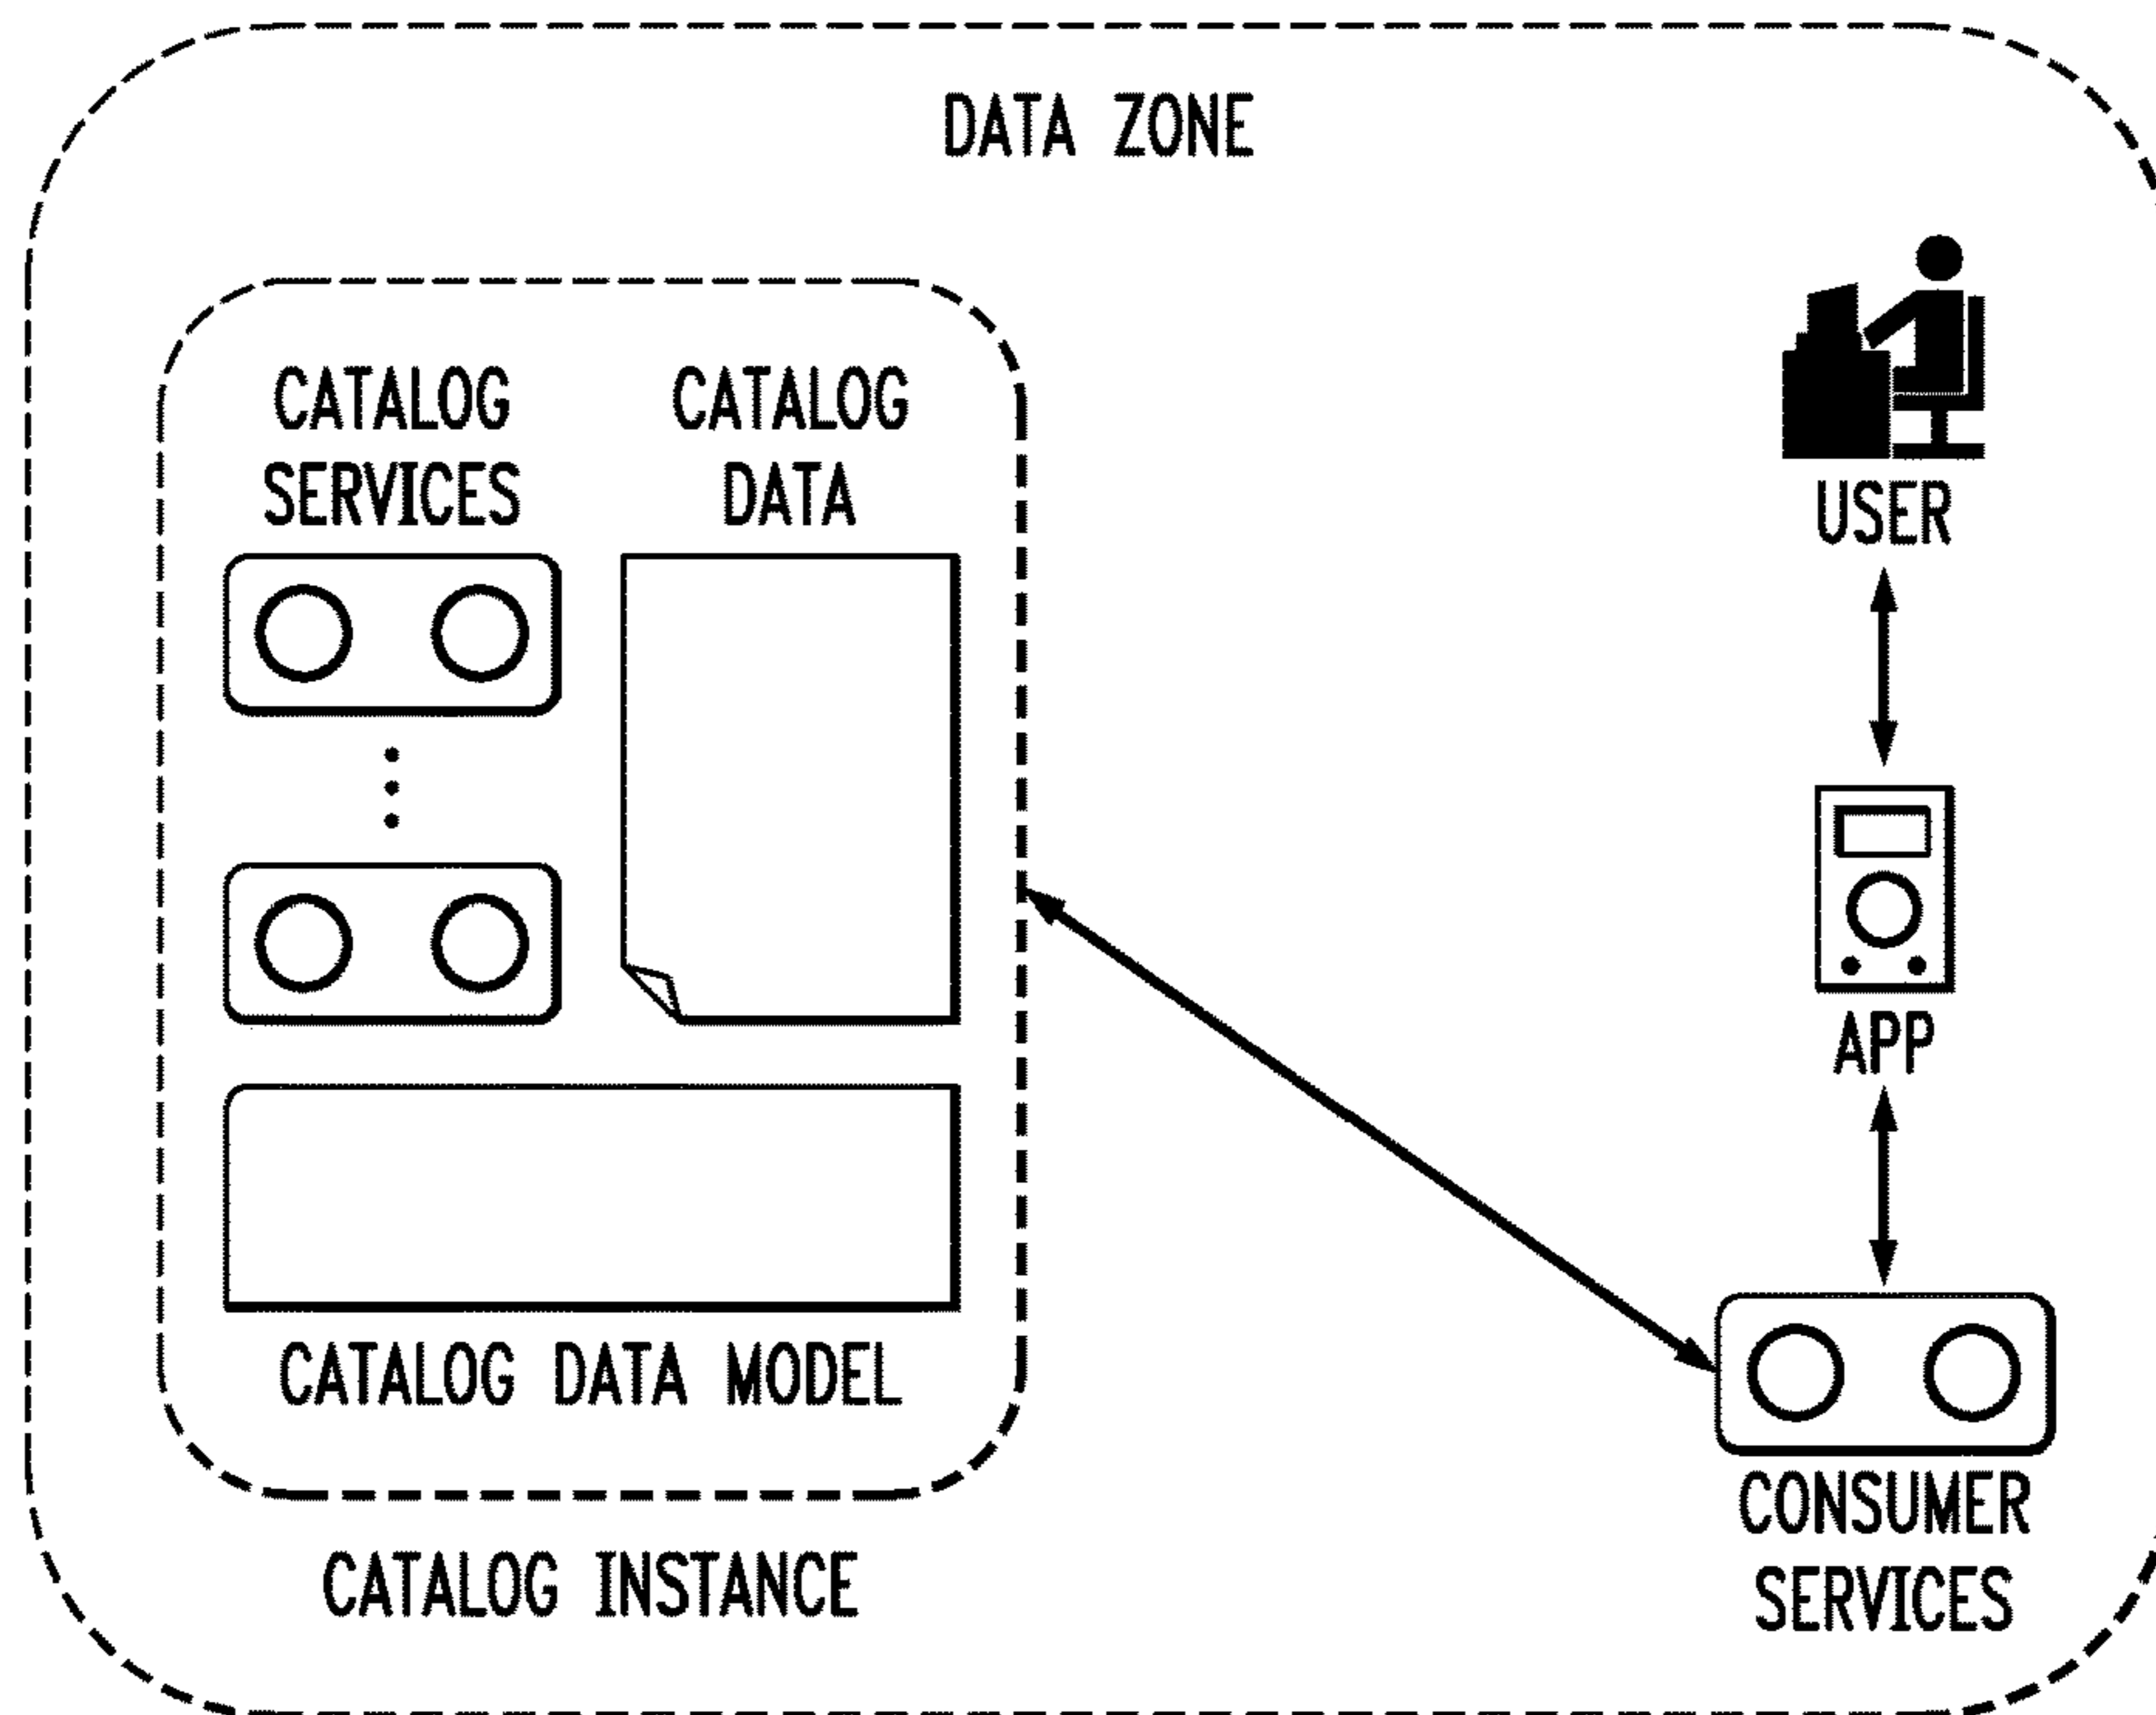 DATA ZONE
CATALOG
SERVICES
CATALOG
DATA
CATALOG DATA MODEL
CATALOG INSTANCE
USER
APP
CONSUMER
SERVICES